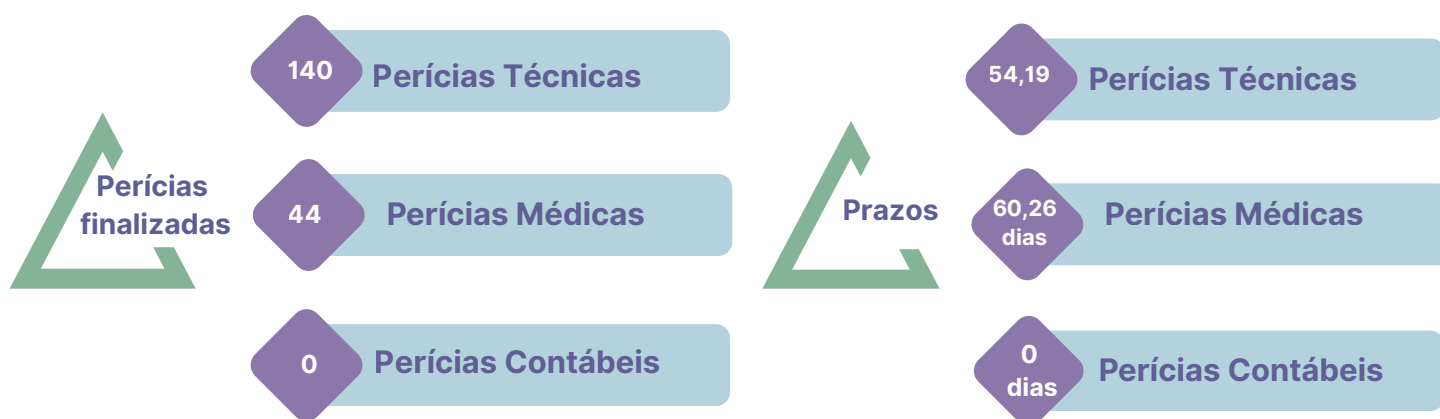 Perícias
finalizadas
140
Perícias Técnicas
44
Perícias Médicas
0
Perícias Contábeis
Prazos
54,19
Perícias Técnicas
60,26
dias
Perícias Médicas
0
dias
Perícias Contábeis